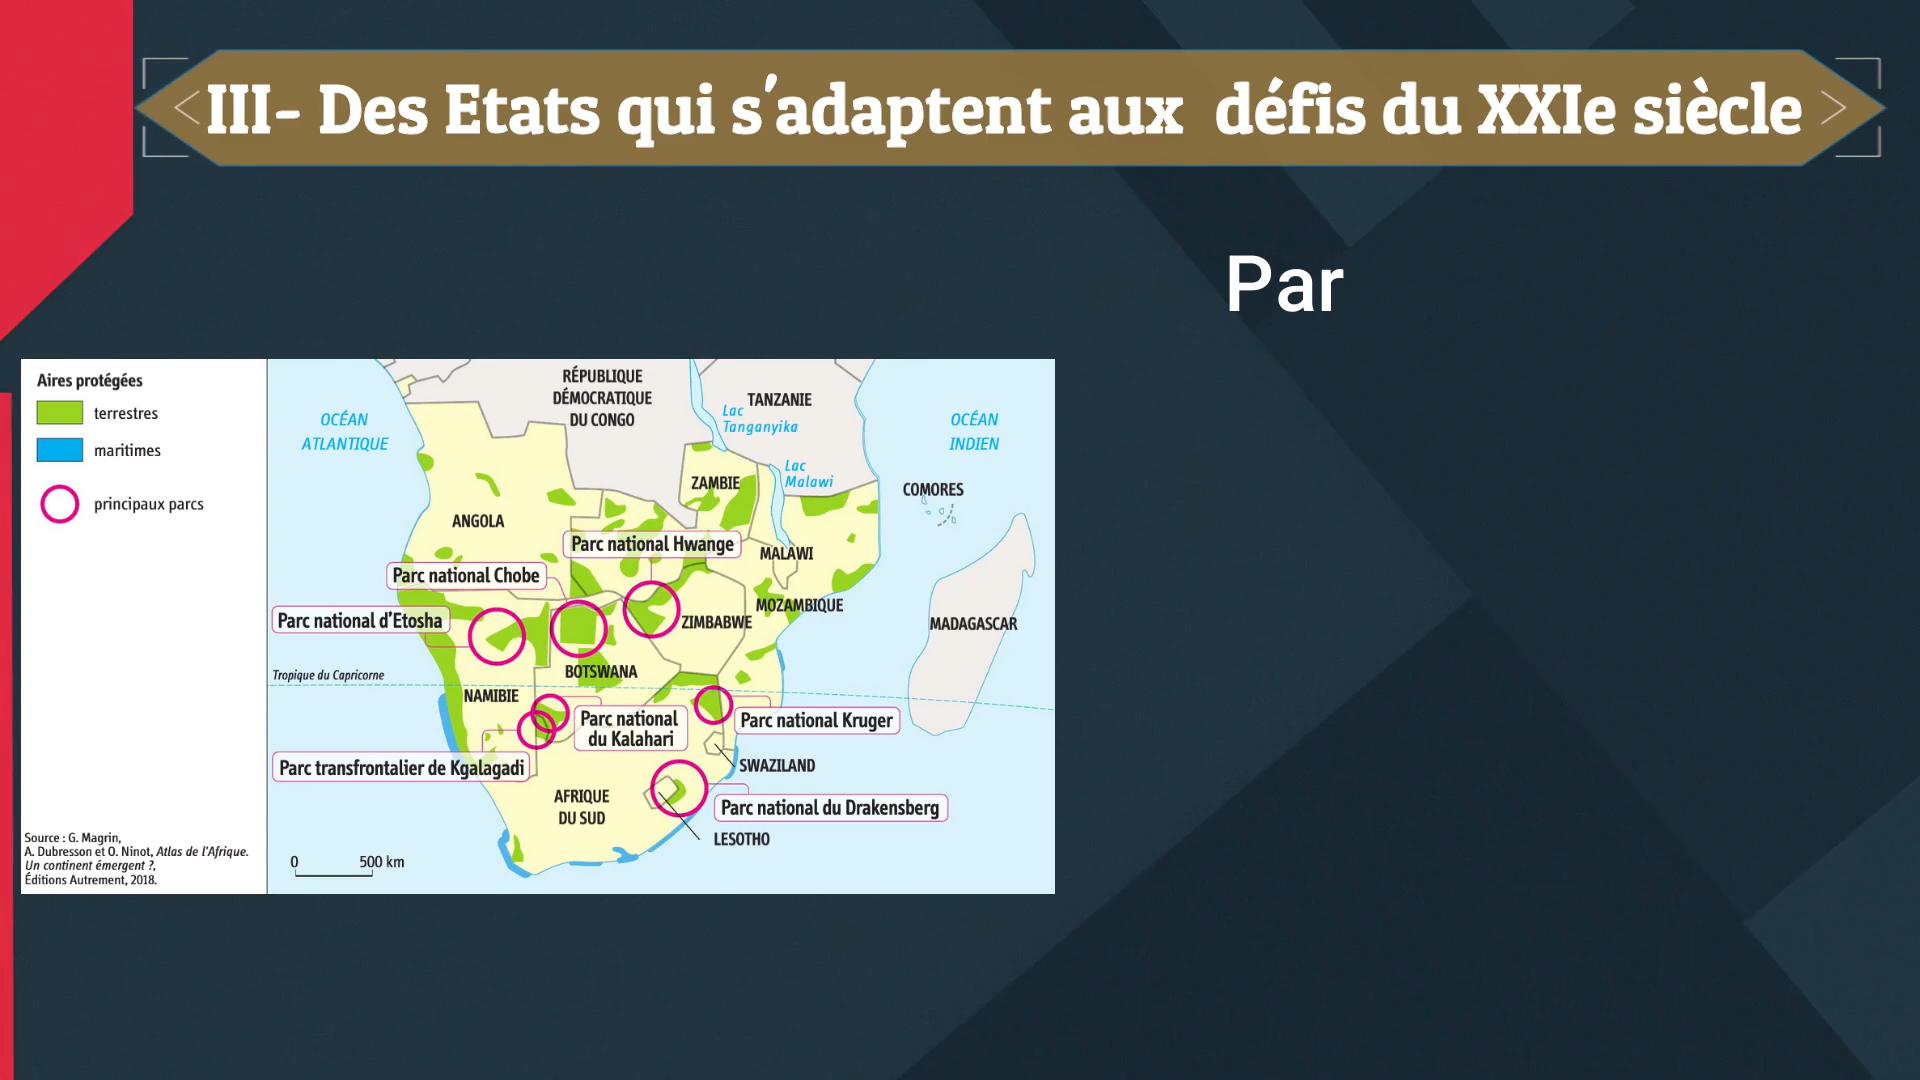 III- Des Etats qui s'adaptent aux défis du XXIe siècle
Par
Aires protégées
terrestres
maritimes
principaux parcs
Source : G. Magrin,
A. Dubresson et O. Ninot, Atlas de l'Afrique.
Un continent émergent ?,
Éditions Autrement, 2018.
OCÉAN
ATLANTIQUE
RÉPUBLIQUE
DÉMOCRATIQUE
DU CONGO
TANZANIE
Lac
Tanganyika
OCÉAN
INDIEN
Lac
Malawi
ZAMBIE
COMORES
ANGOLA
Parc national Hwange
MALAWI
Parc national Chobe
MOZAMBIQUE
Parc national d'Etosha
ZIMBABWE
MADAGASCAR
Tropique du Capricorne
BOTSWANA
NAMIBIE
Parc national
du Kalahari
Parc national Kruger
Parc transfrontalier de Kgalagadi
SWAZILAND
AFRIQUE
DU SUD
Parc national du Drakensberg
LESOTHO
0 500 km